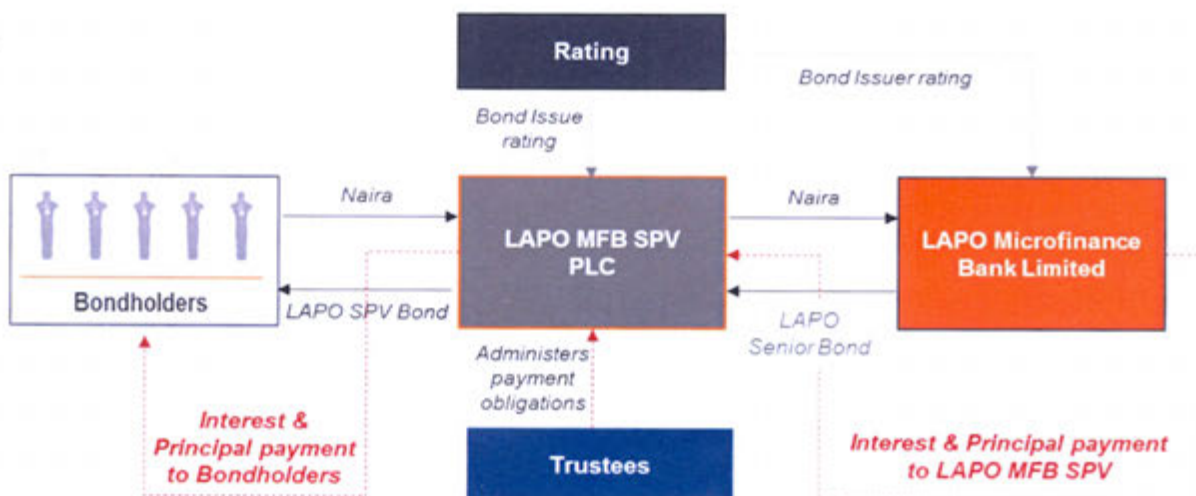 Rating
Bond Issuer rating
Bond Issue
rating
Naira
LAPO MFB SPV
PLC
Naira
LAPO Microfinance
Bank Limited
Bondholders
LAPO SPV Bond
LAPO
Senior Bond
Administers
payment
obligations
Interest &
Principal payment
to Bondholders
Trustees
Interest & Principal payment
to LAPO MFB SPV